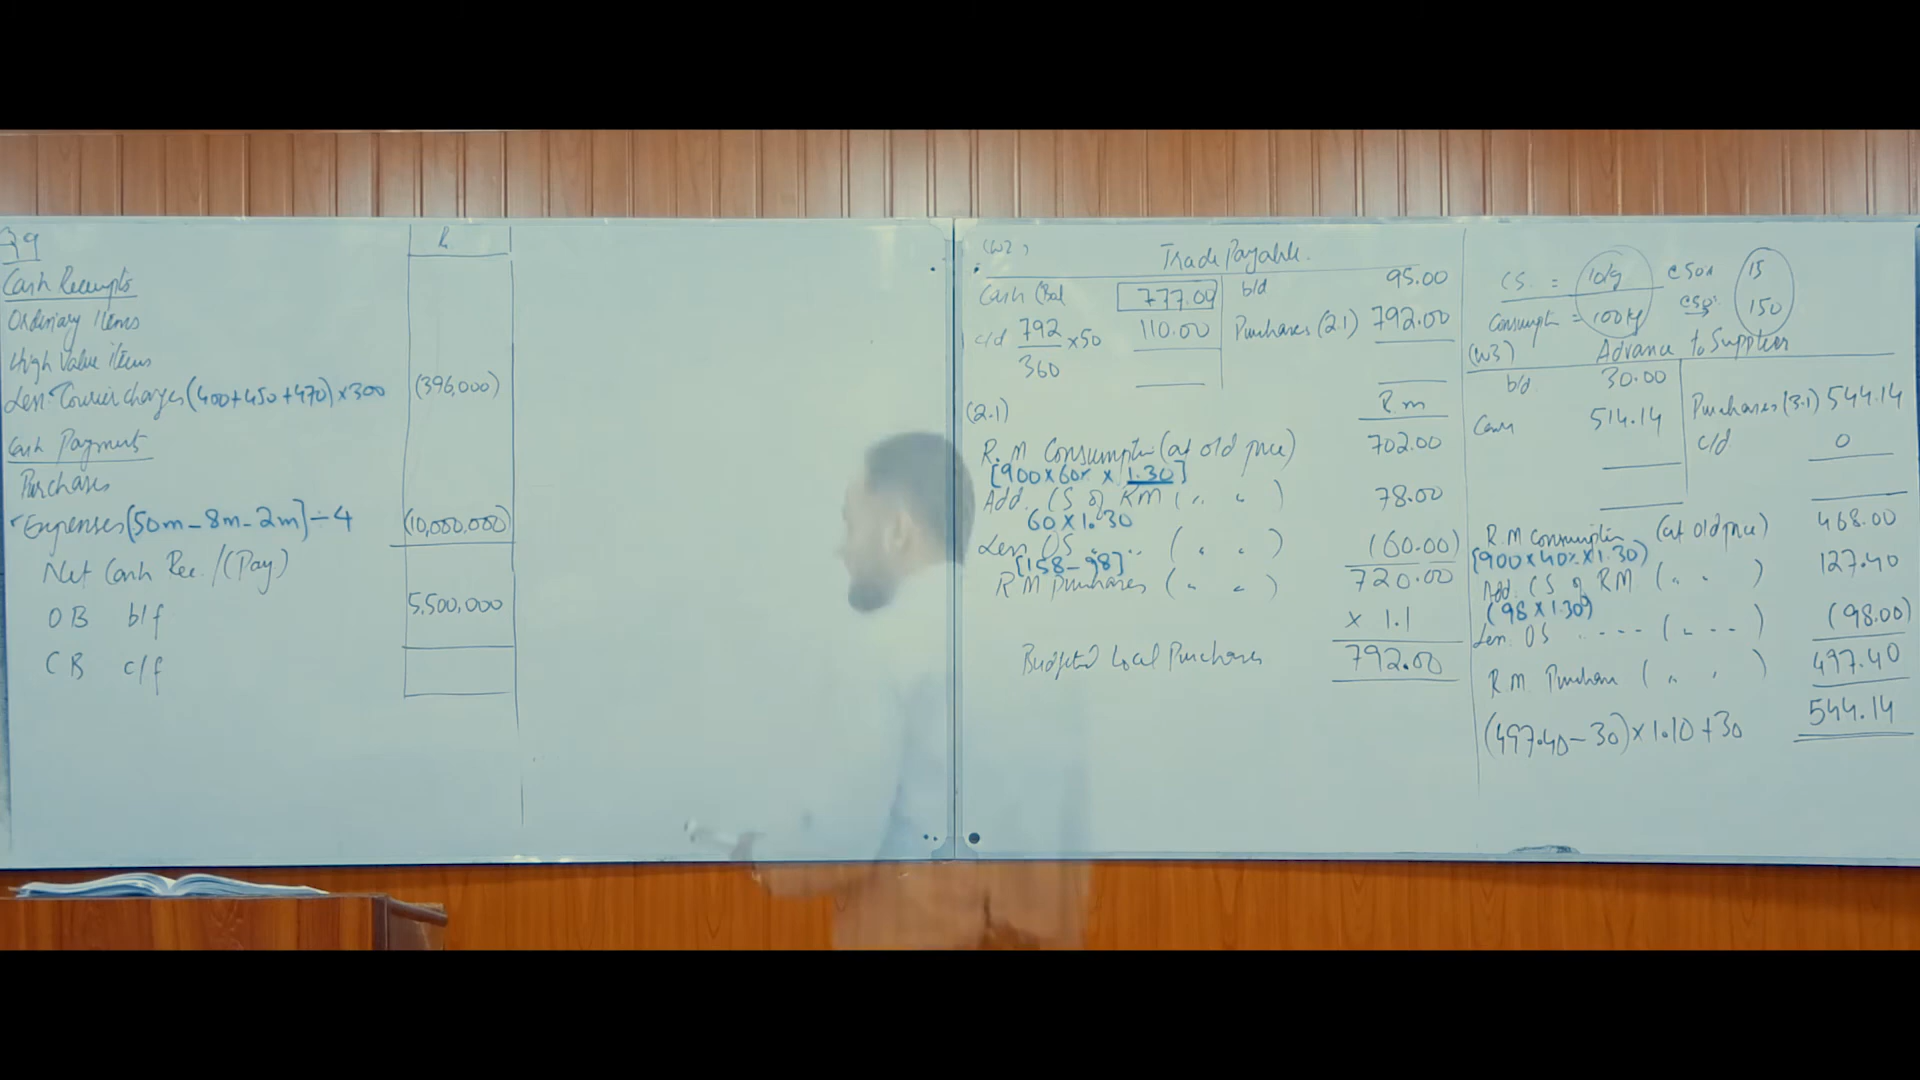 39
R
Cash Receipts
Ordinary Items
High Value items
Less: Courier charges (400+450+470)×300 (396,000)
Cash Payment
Purchases
Expenses [50m-8m-2m]÷4 (10,000,000)
Net Cash Rec./(Pay)
OB b/f 5,500,000
CB c/f
(W2)
Trade Payable.
Cash (Bal 777.00 b/d 95.00
c/d 792/360 ×50 110.00 Purchases (2.1) 792.00
(2.1) R.m
R.M Consumption (at old price) 702.00
[900×60%×1.30]
Add. CS of RM ( " " ) 78.00
60×1.30
Less OS .. .. ( " " ) (60.00)
[158-98]
RM Purchases ( " " ) 720.00
× 1.1
Budgeted Local Purchases 792.00
CS. = 10kg
Consumpt = 100kg
15
150
(W3) Advance to Supplier
b/d 30.00 Purchases (3.1) 544.14
Cash 514.14 c/d 0
R.M Consumption (at old price) 468.00
[900×40%×1.30)
Add. CS of RM ( " " ) 127.40
(98×1.30)
Less. OS - - - - ( " - - ) (98.00)
RM Purchase ( " " ) 497.40
(497.40-30)×1.10+30 544.14